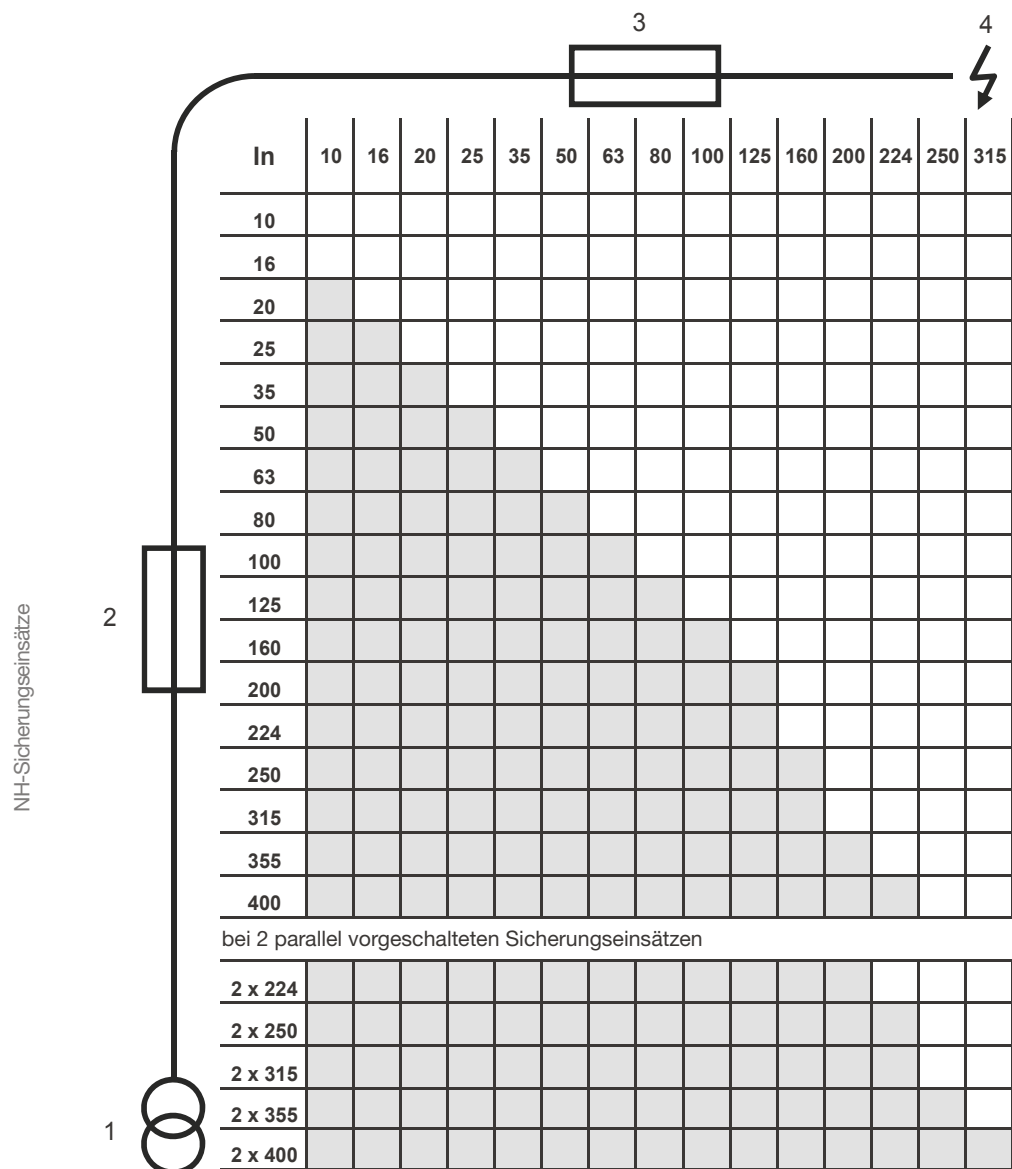 3
4
In 10 16 20 25 35 50 63 80 100 125 160 200 224 250 315
10
16
20
25
35
50
63
80
100
2
125
160
200
224
250
315
355
400
bei 2 parallel vorgeschalteten Sicherungseinsätzen
2 x 224
2 x 250
2 x 315
2 x 355
1
2 x 400
NH-Sicherungseinsätze